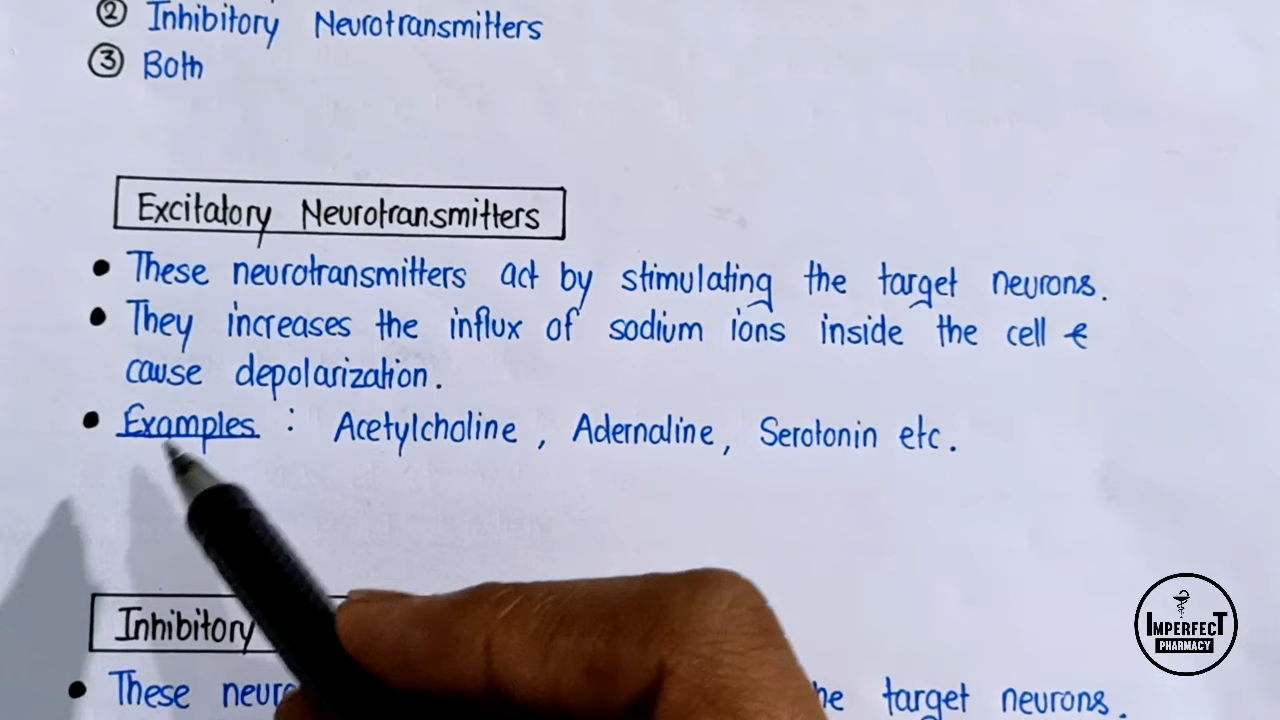 ② Inhibitory Neurotransmitters
③ Both
Excitatory Neurotransmitters
• These neurotransmitters act by stimulating the target neurons.
• They increases the influx of sodium ions inside the cell &
cause depolarization.
• Examples : Acetylcholine, Adernaline, Serotonin etc.
Inhibitory
• These target neurons.
IMPERFECT
PHARMACY